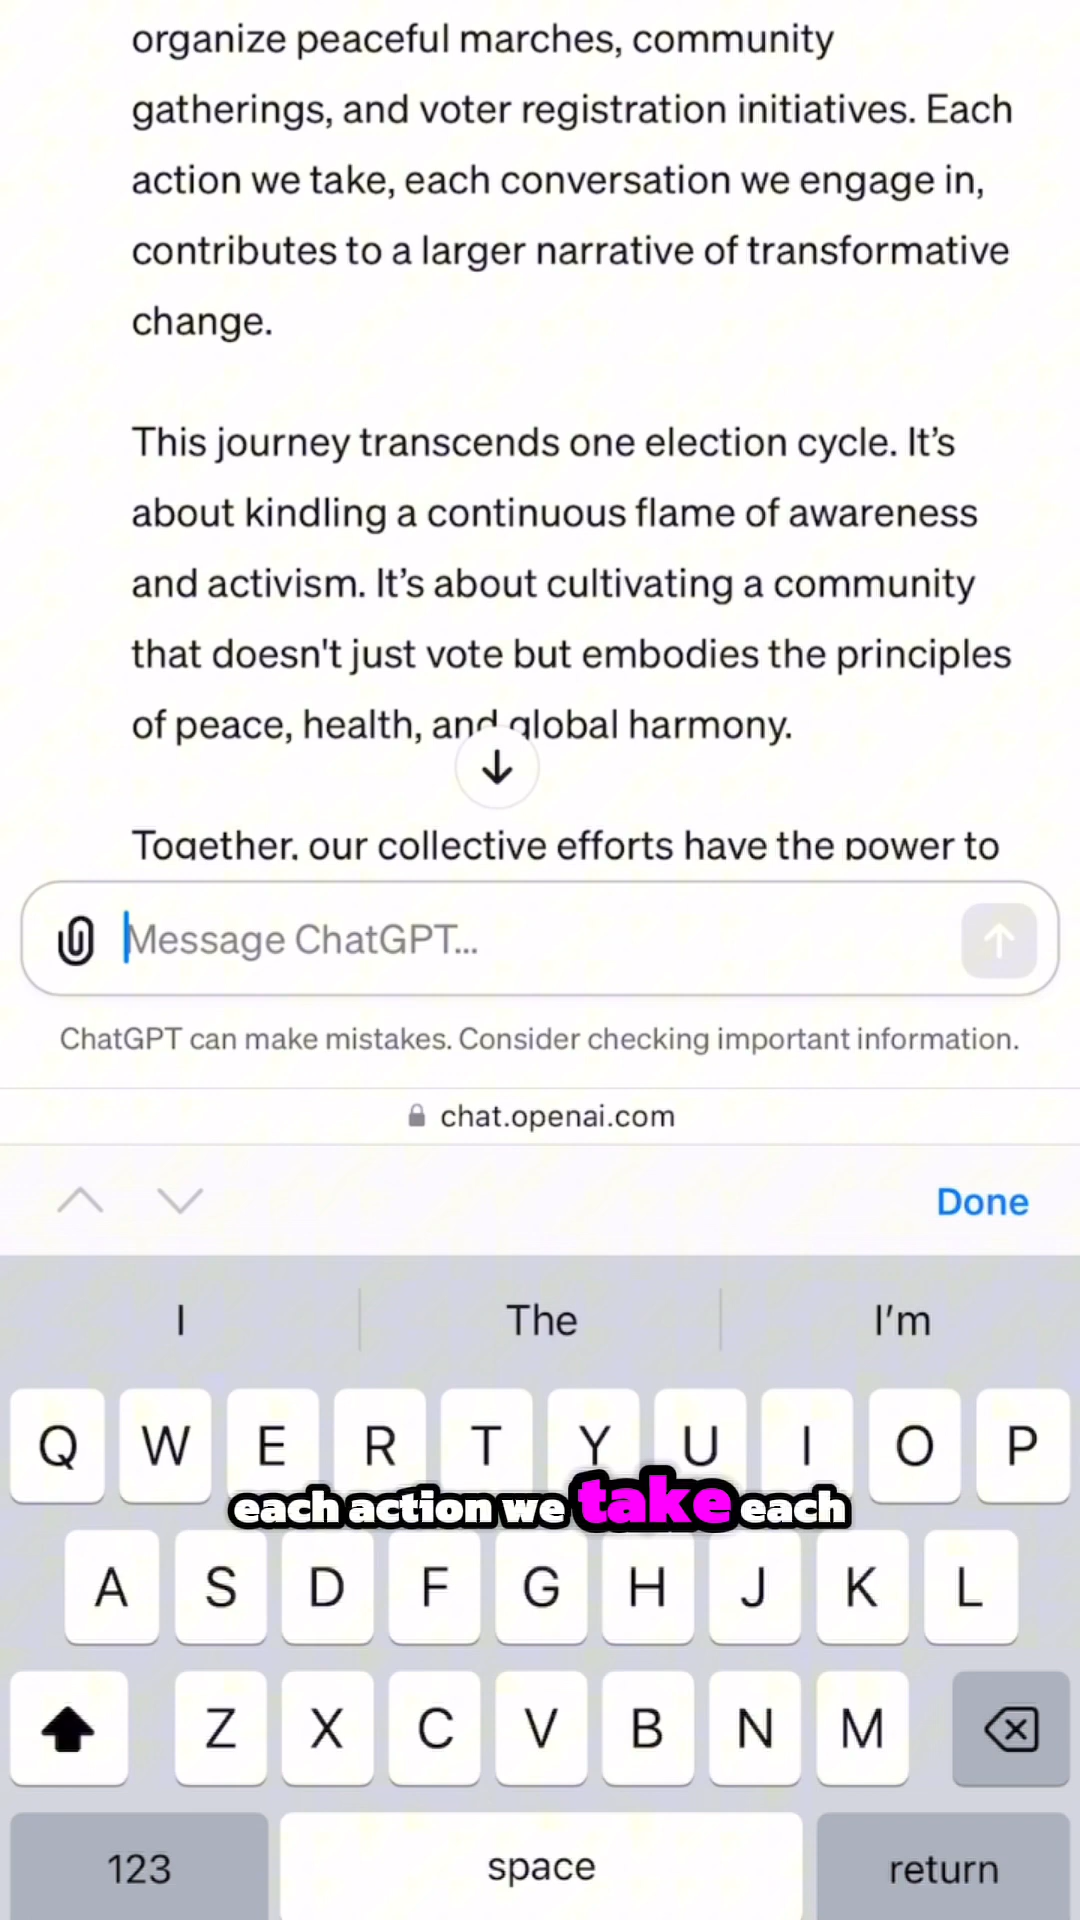 organize peaceful marches, community
gatherings, and voter registration initiatives. Each
action we take, each conversation we engage in,
contributes to a larger narrative of transformative
change.
This journey transcends one election cycle. It's
about kindling a continuous flame of awareness
and activism. It's about cultivating a community
that doesn't just vote but embodies the principles
of peace, health, and global harmony.
Together, our collective efforts have the power to
Message ChatGPT...
ChatGPT can make mistakes. Consider checking important information.
chat.openai.com
Done
I The I'm
Q W E R T Y U I O P
each action we take each
A S D F G H J K L
Z X C V B N M
123 space return